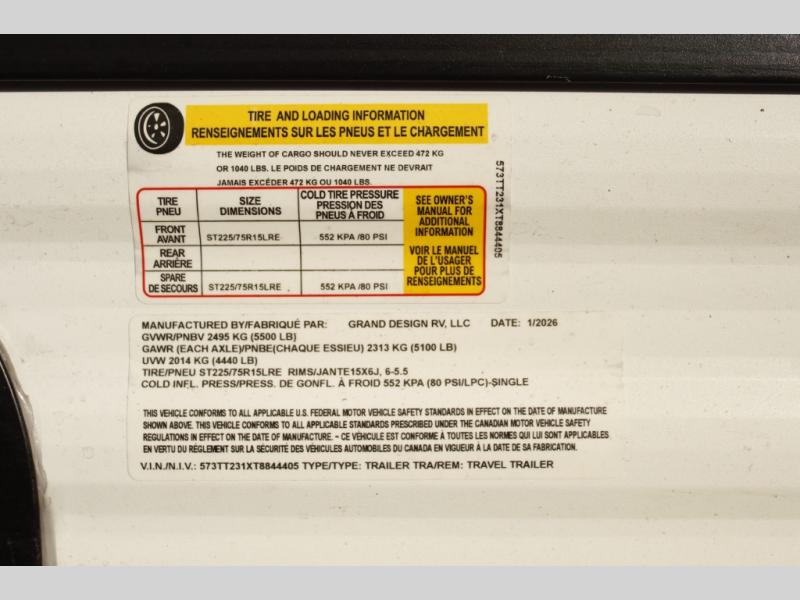 TIRE AND LOADING INFORMATION
RENSEIGNEMENTS SUR LES PNEUS ET LE CHARGEMENT
THE WEIGHT OF CARGO SHOULD NEVER EXCEED 472 KG
OR 1040 LBS. LE POIDS DE CHARGEMENT NE DEVRAIT
JAMAIS EXCÉDER 472 KG OU 1040 LBS.
TIRE
PNEU
SIZE
DIMENSIONS
COLD TIRE PRESSURE
PRESSION DES
PNEUS À FROID
FRONT
AVANT
ST225/75R15LRE
552 KPA /80 PSI
REAR
ARRIÈRE
SPARE
DE SECOURS
ST225/75R15LRE
552 KPA /80 PSI
SEE OWNER'S
MANUAL FOR
ADDITIONAL
INFORMATION
VOIR LE MANUEL
DE L'USAGER
POUR PLUS DE
RENSEIGNEMENTS
573TT231XT8844405
MANUFACTURED BY/FABRIQUÉ PAR: GRAND DESIGN RV, LLC DATE: 1/2026
GVWR/PNBV 2495 KG (5500 LB)
GAWR (EACH AXLE)/PNBE(CHAQUE ESSIEU) 2313 KG (5100 LB)
UVW 2014 KG (4440 LB)
TIRE/PNEU ST225/75R15LRE RIMS/JANTE15X6J, 6-5.5
COLD INFL. PRESS/PRESS. DE GONFL. À FROID 552 KPA (80 PSI/LPC)-SINGLE
THIS VEHICLE CONFORMS TO ALL APPLICABLE U.S. FEDERAL MOTOR VEHICLE SAFETY STANDARDS IN EFFECT ON THE DATE OF MANUFACTURE
SHOWN ABOVE. THIS VEHICLE CONFORMS TO ALL APPLICABLE STANDARDS PRESCRIBED UNDER THE CANADIAN MOTOR VEHICLE SAFETY
REGULATIONS IN EFFECT ON THE DATE OF MANUFACTURE. - CE VÉHICULE EST CONFORME À TOUTES LES NORMES QUI LUI SONT APPLICABLES
EN VERTU DU RÈGLEMENT SUR LA SÉCURITÉ DES VÉHICULES AUTOMOBILES DU CANADA EN VIGUEUR À LA DATE DE SA FABRICATION.
V.I.N./N.I.V.: 573TT231XT8844405 TYPE/TYPE: TRAILER TRA/REM: TRAVEL TRAILER